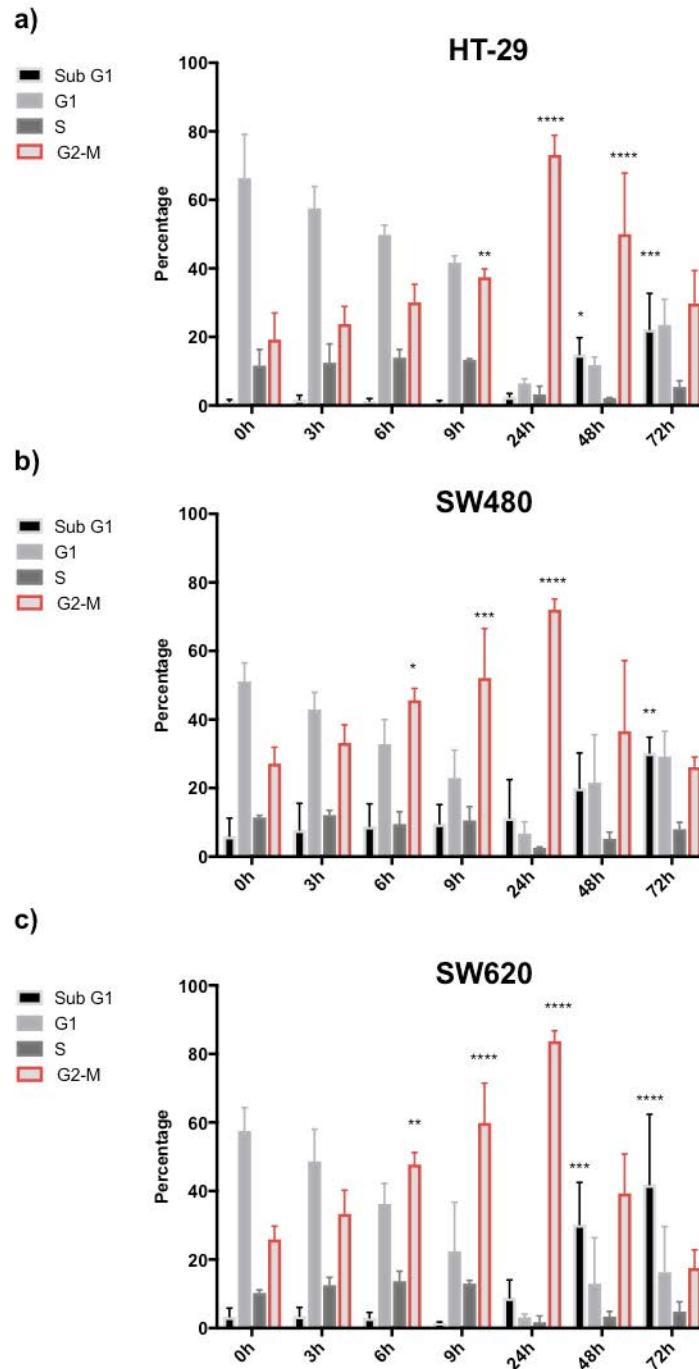 a)
HT-29
Sub G1
G1
S
G2-M
Percentage
100
80
60
40
20
0
**
****
*
****
***
0h
3h
6h
9h
24h
48h
72h
b)
SW480
Sub G1
G1
S
G2-M
Percentage
100
80
60
40
20
0
*
***
****
**
0h
3h
6h
9h
24h
48h
72h
c)
SW620
Sub G1
G1
S
G2-M
Percentage
100
80
60
40
20
0
**
****
****
***
****
0h
3h
6h
9h
24h
48h
72h